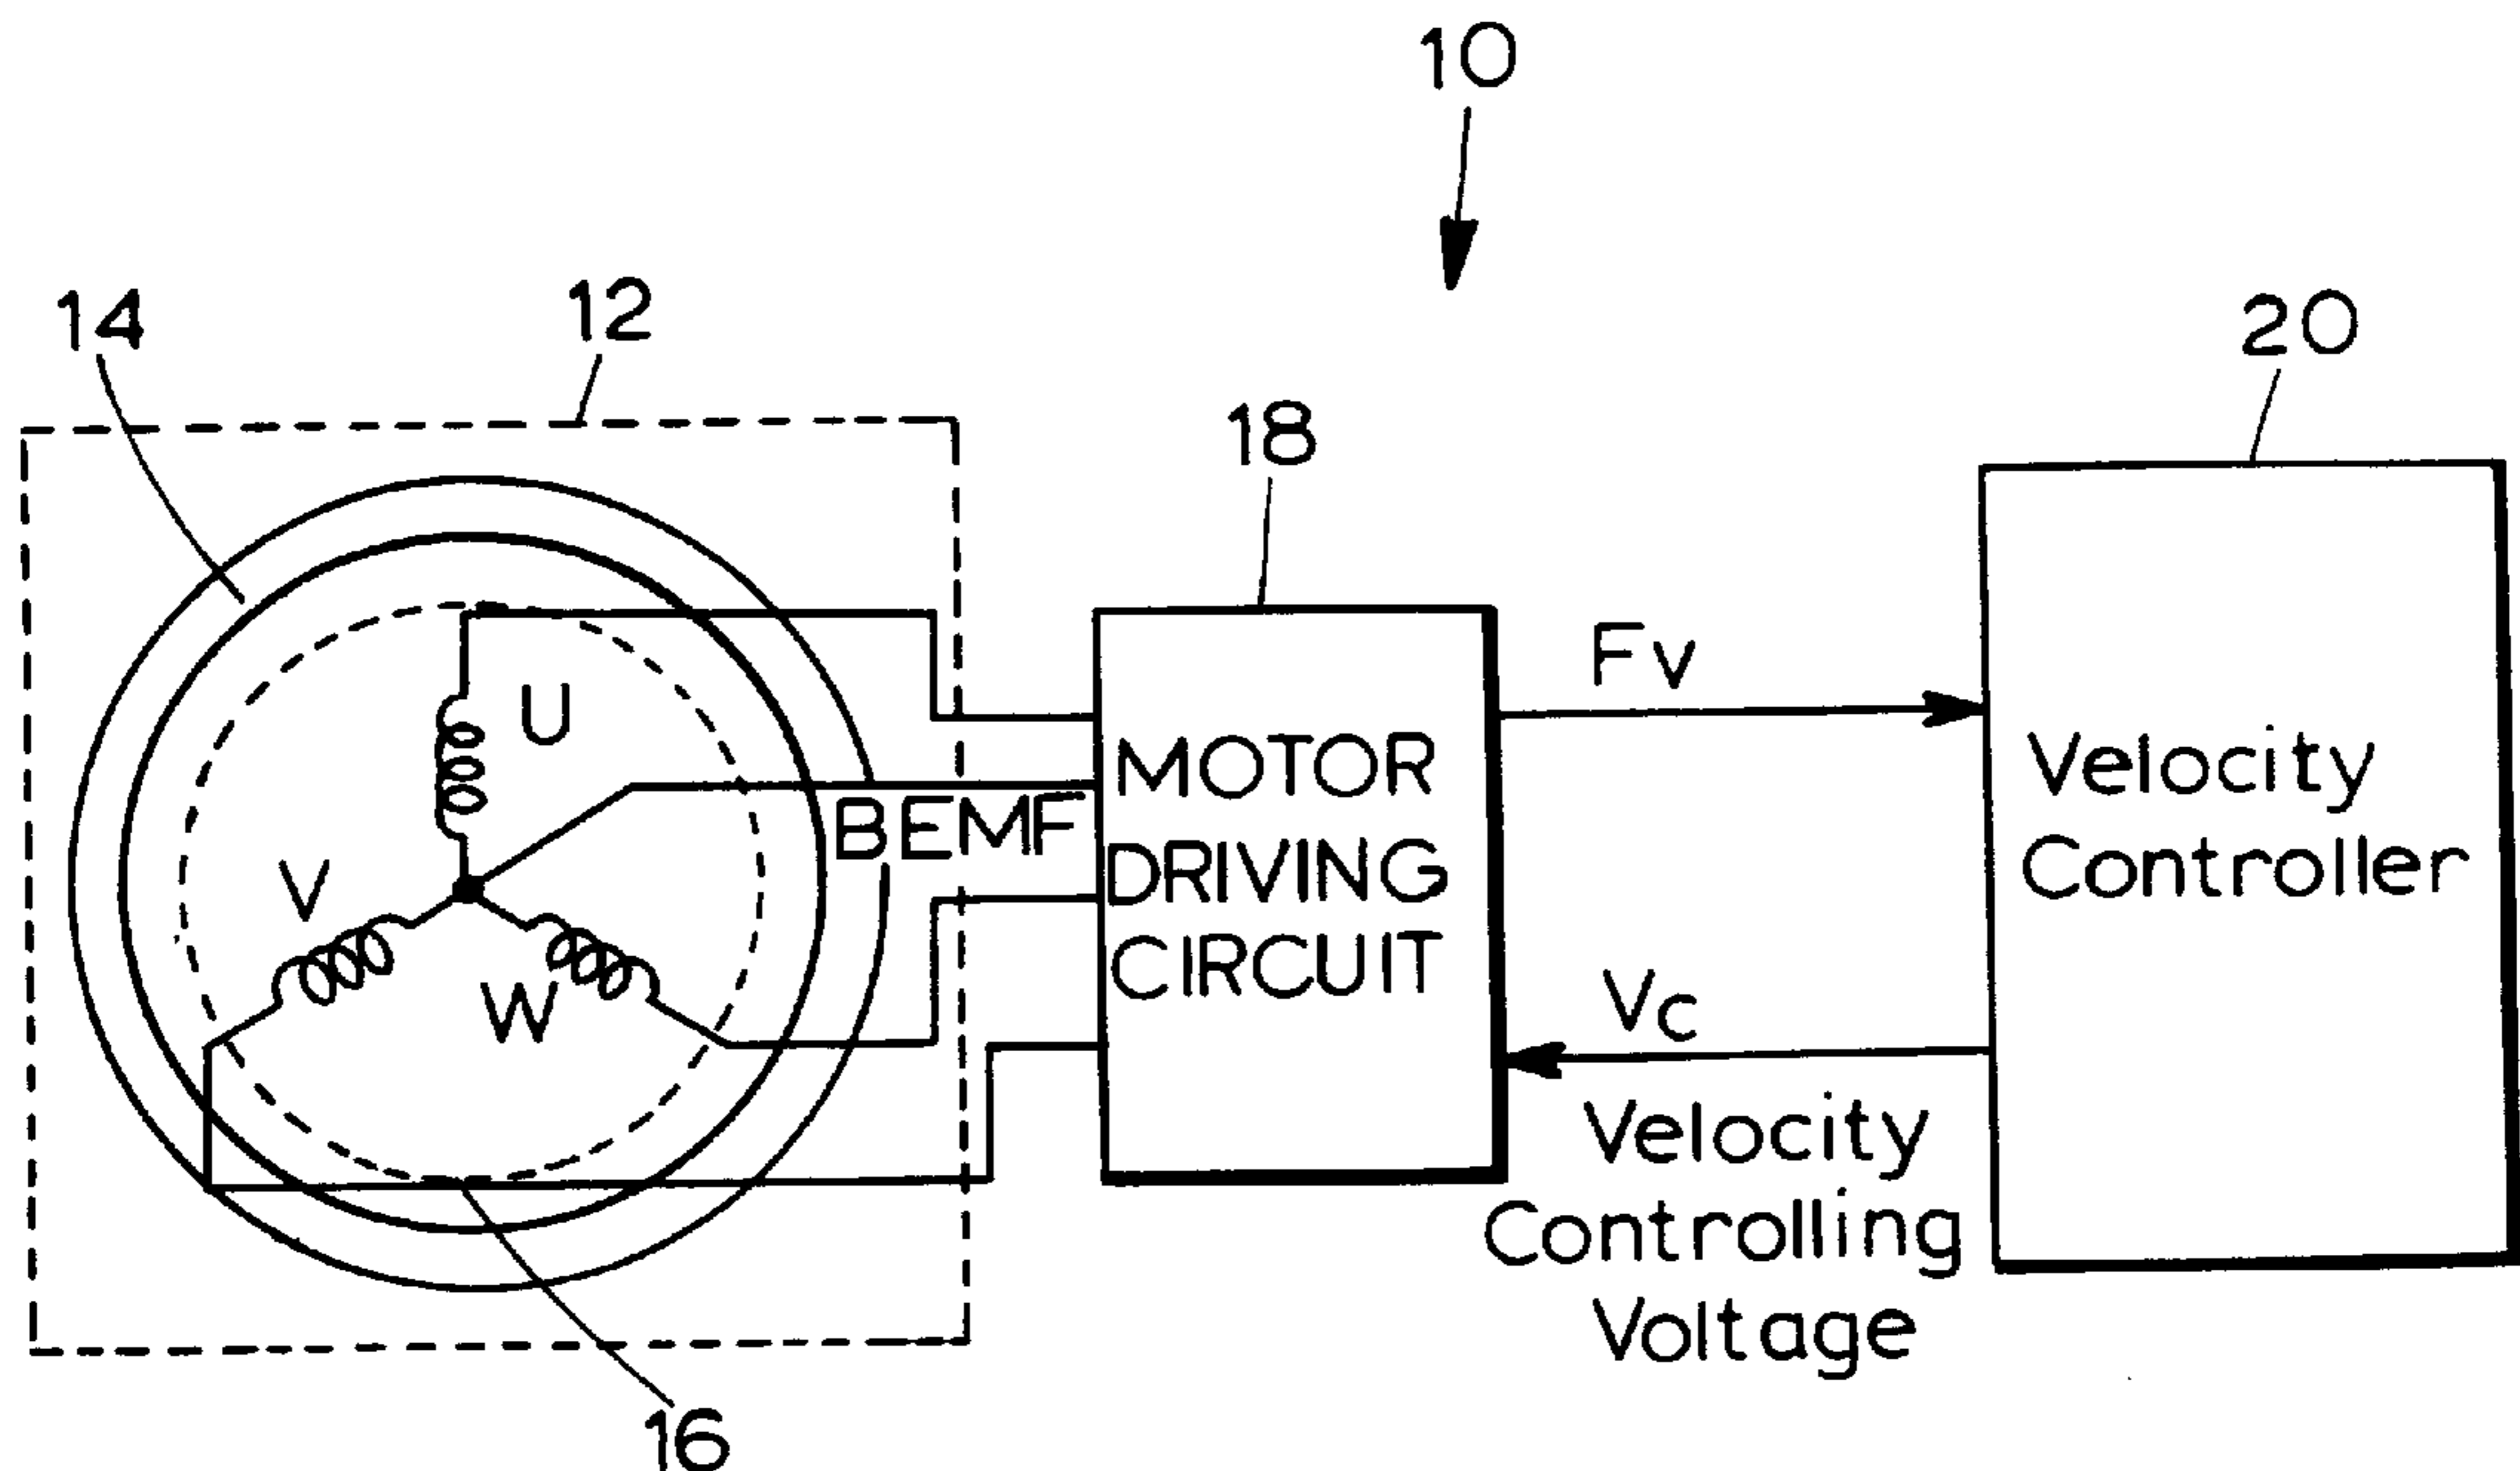 10
14
12
20
18
U
V
W
BEMF
MOTOR
DRIVING
CIRCUIT
Fv
Vc
Velocity
Controlling
Voltage
Velocity
Controller
16